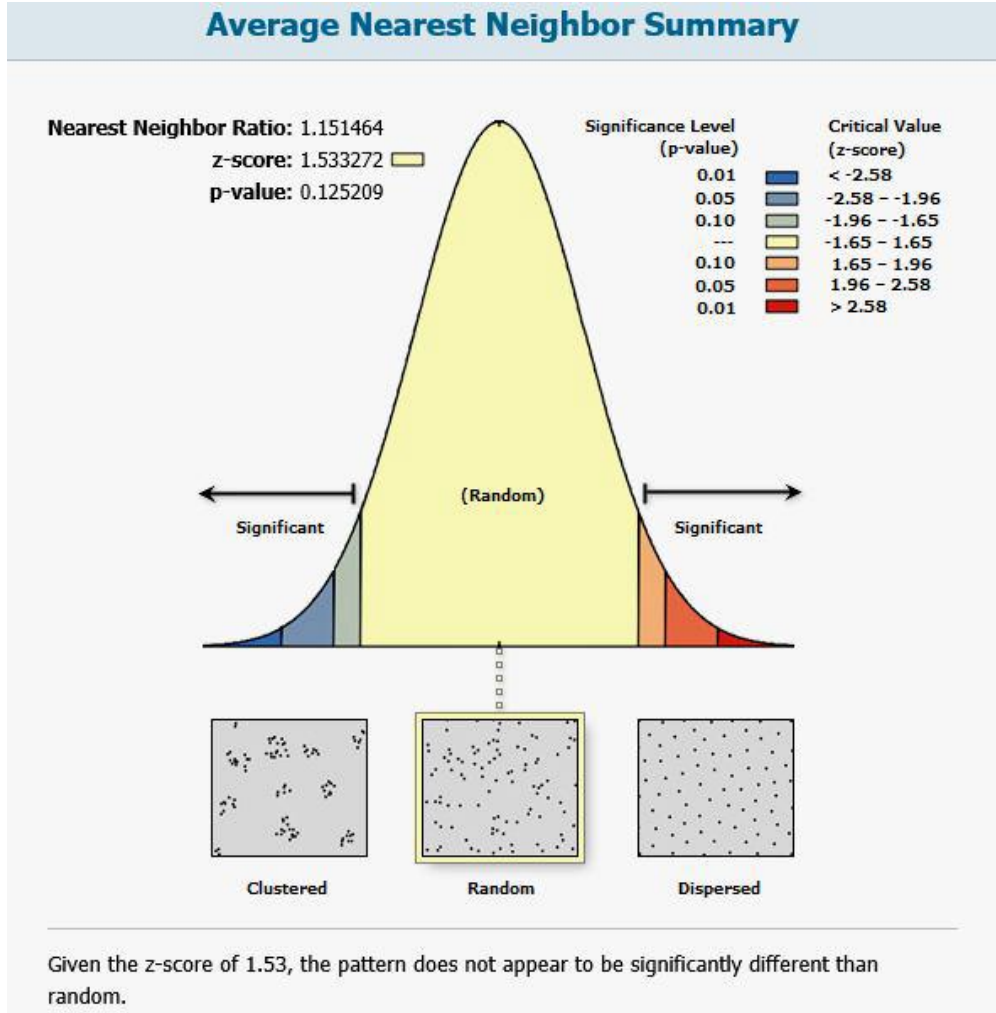 Average Nearest Neighbor Summary
Nearest Neighbor Ratio: 1.151464
z-score: 1.533272
p-value: 0.125209
Significance Level
(p-value)
Critical Value
(z-score)
0.01 < -2.58
0.05 -2.58 – -1.96
0.10 -1.96 – -1.65
--- -1.65 – 1.65
0.10 1.65 – 1.96
0.05 1.96 – 2.58
0.01 > 2.58
(Random)
Significant
Significant
Clustered
Random
Dispersed
Given the z-score of 1.53, the pattern does not appear to be significantly different than
random.